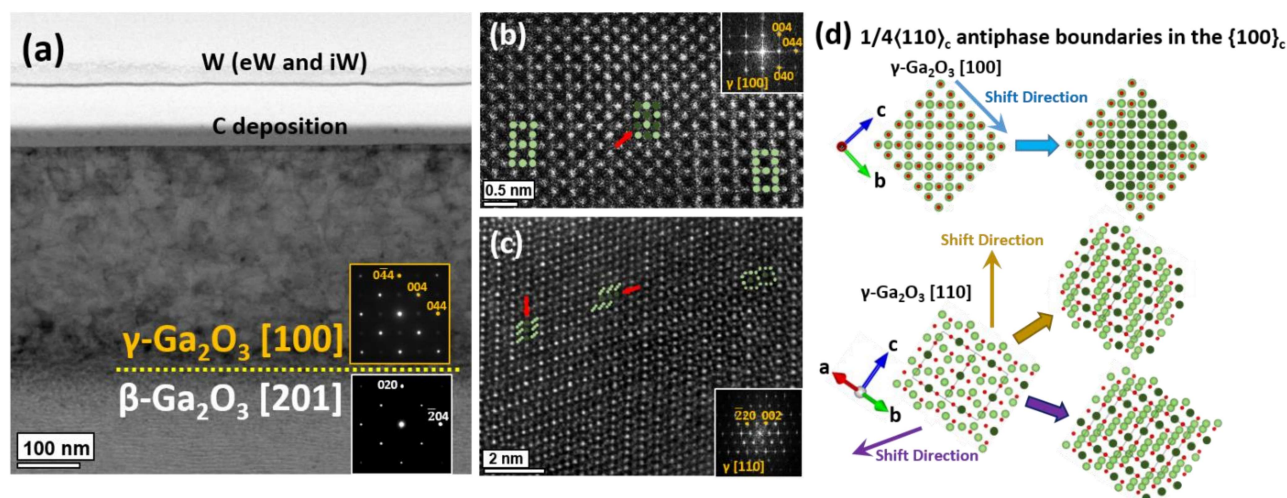 (a)
W (eW and iW)
C deposition
04̄4
004
044
γ-Ga₂O₃ [100]
β-Ga₂O₃ [201]
020
2̄04
100 nm
(b)
004
044
040
γ [100]
0.5 nm
(c)
2̄20 002
γ [110]
2 nm
(d) 1/4⟨110⟩c antiphase boundaries in the {100}c
γ-Ga₂O₃ [100]
Shift Direction
c
b
Shift Direction
γ-Ga₂O₃ [110]
c
a
b
Shift Direction